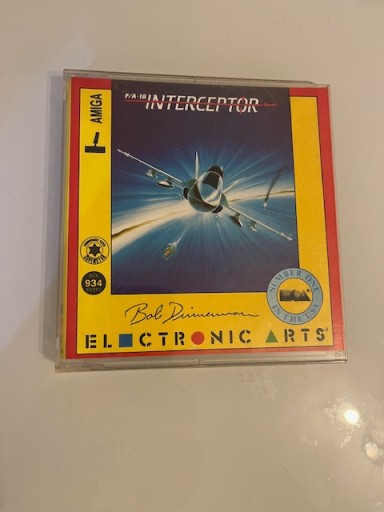 AMIGA
F/A-18
INTERCEPTOR
934
NUMBER ONE
IN THE USA
Bob Dinnerman
ELECTRONIC ARTS